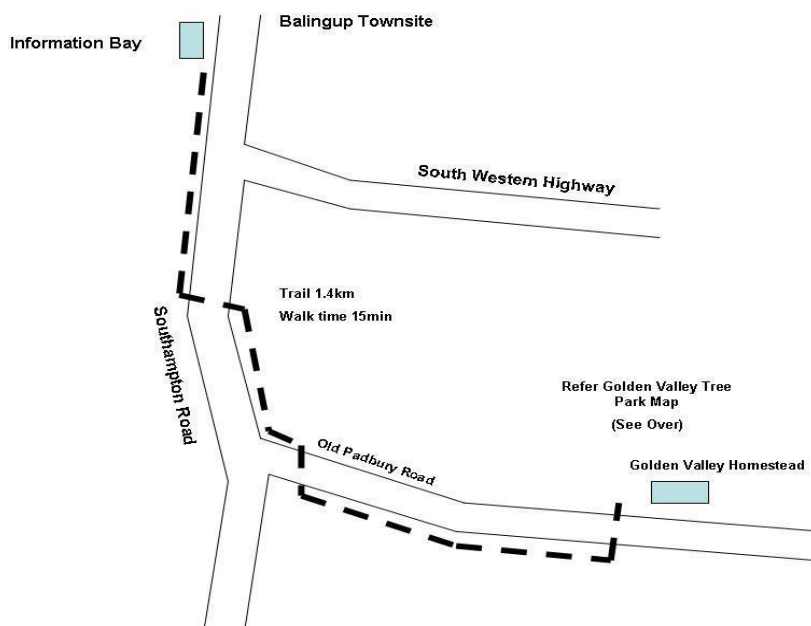 Balingup Townsite
Information Bay
South Western Highway
Trail 1.4km
Walk time 15min
Southampton Road
Refer Golden Valley Tree
Park Map
(See Over)
Old Padbury Road
Golden Valley Homestead